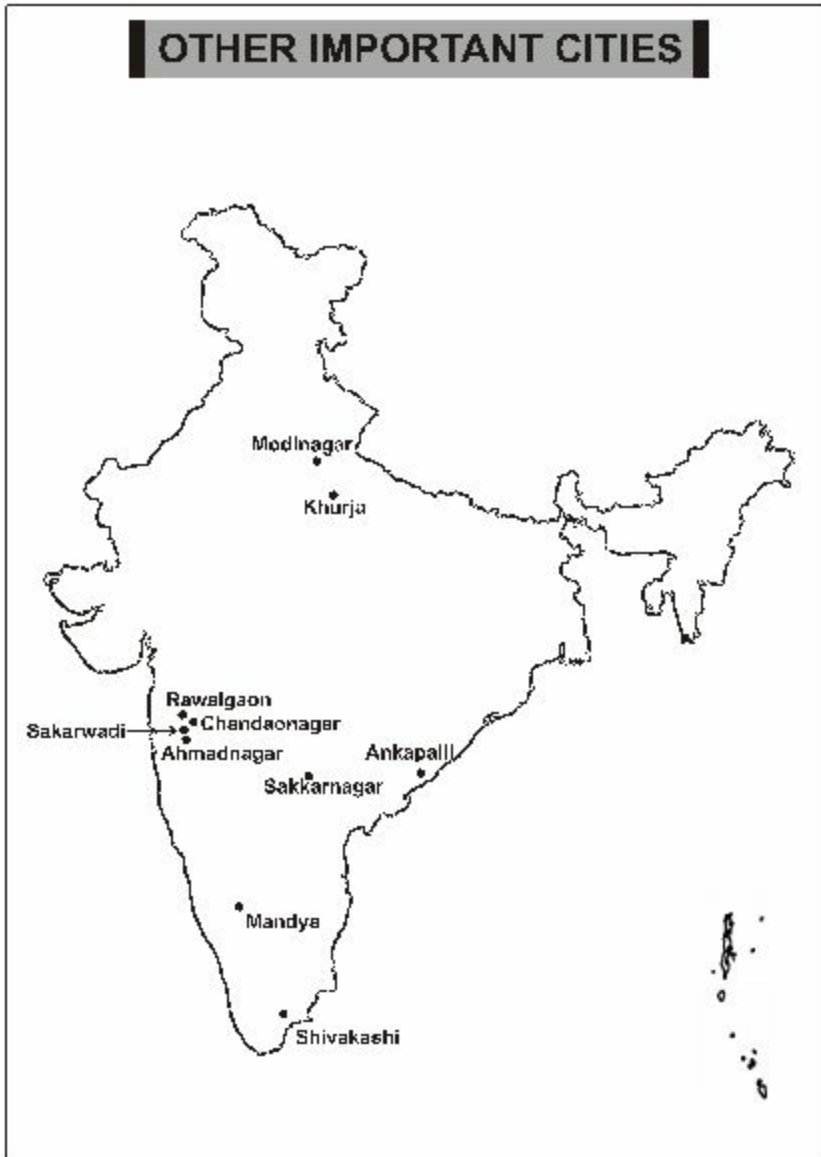 OTHER IMPORTANT CITIES
Modinagar
Khurja
Rawalgaon
Chandaonagar
Sakarwadi
Ahmadnagar
Ankapalli
Sakkarnagar
Mandya
Shivakashi